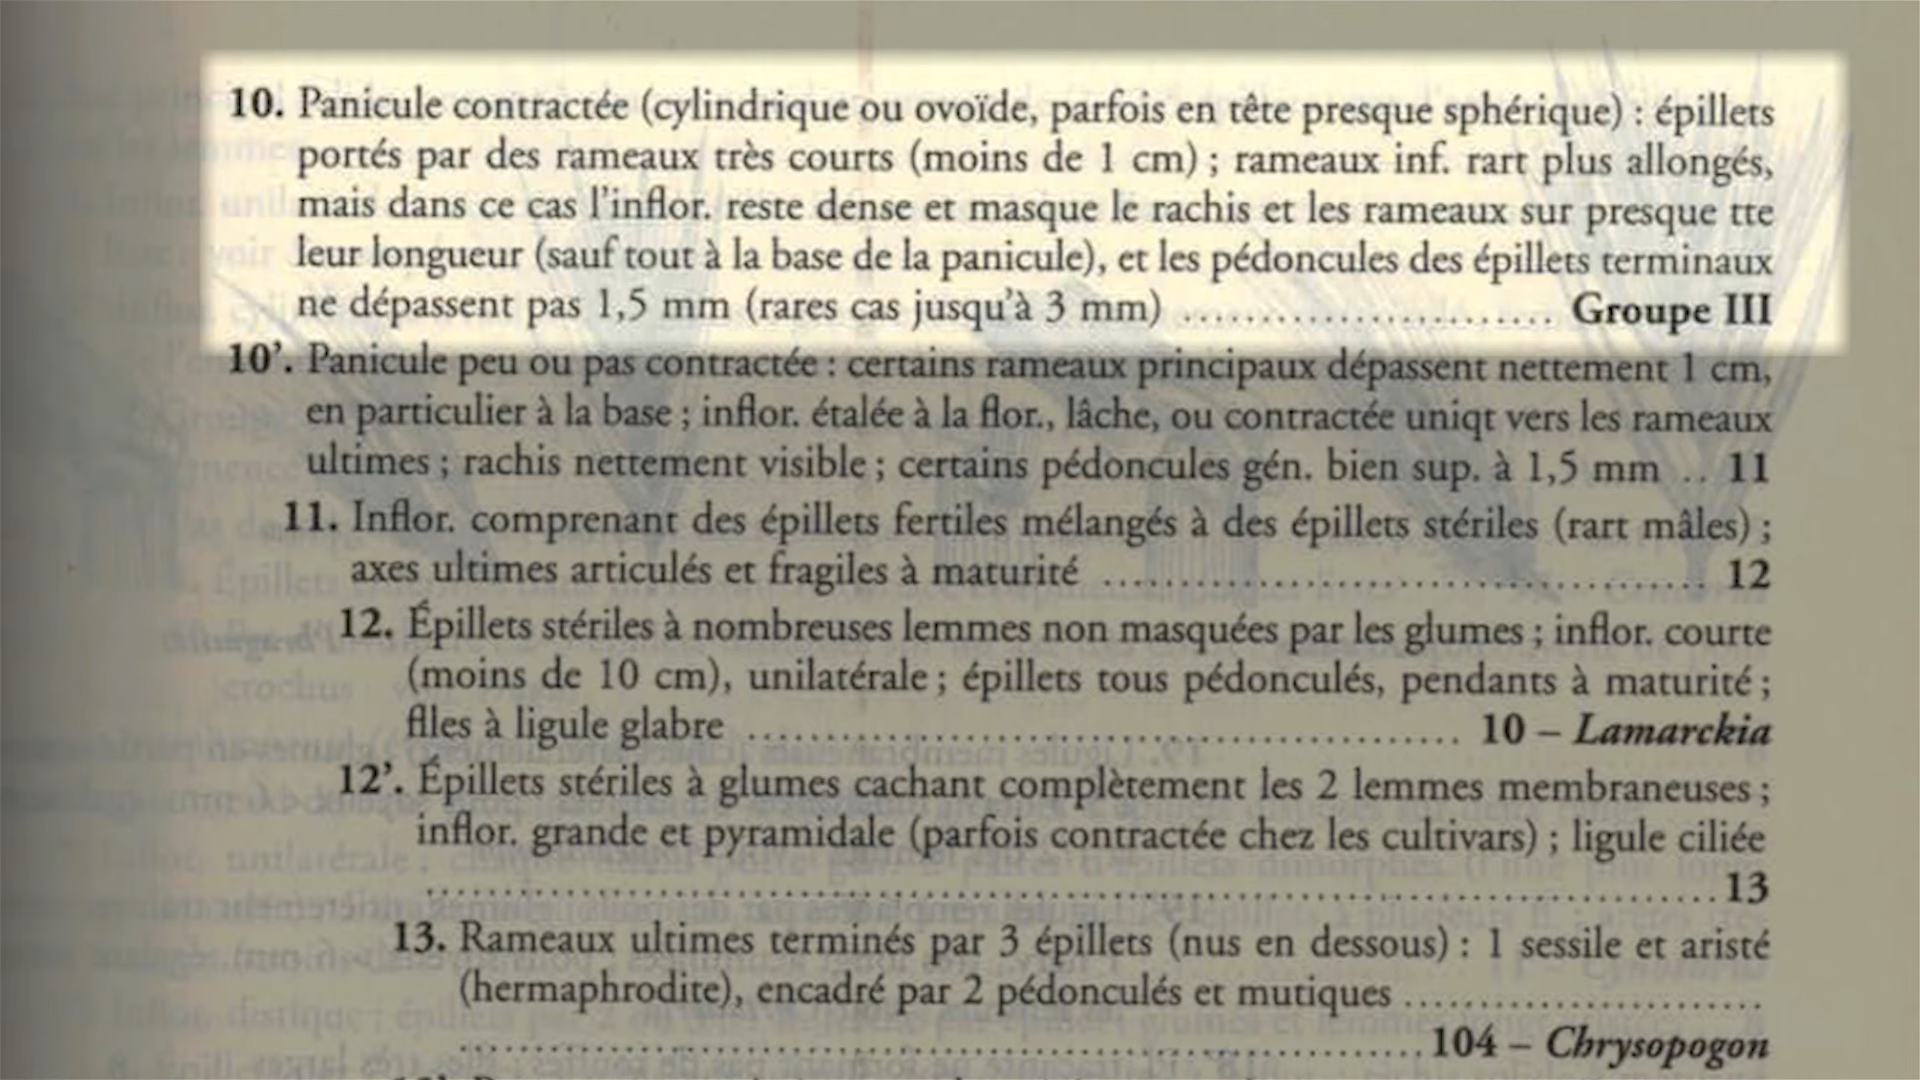 10. Panicule contractée (cylindrique ou ovoïde, parfois en tête presque sphérique) : épillets
portés par des rameaux très courts (moins de 1 cm) ; rameaux inf. rart plus allongés,
mais dans ce cas l'inflor. reste dense et masque le rachis et les rameaux sur presque tte
leur longueur (sauf tout à la base de la panicule), et les pédoncules des épillets terminaux
ne dépassent pas 1,5 mm (rares cas jusqu'à 3 mm) ........................ Groupe III
10'. Panicule peu ou pas contractée : certains rameaux principaux dépassent nettement 1 cm,
en particulier à la base ; inflor. étalée à la flor., lâche, ou contractée uniqt vers les rameaux
ultimes ; rachis nettement visible ; certains pédoncules gén. bien sup. à 1,5 mm .. 11
11. Inflor. comprenant des épillets fertiles mélangés à des épillets stériles (rart mâles) ;
axes ultimes articulés et fragiles à maturité ...................................... 12
12. Épillets stériles à nombreuses lemmes non masquées par les glumes ; inflor. courte
(moins de 10 cm), unilatérale ; épillets tous pédonculés, pendants à maturité ;
flles à ligule glabre ............................................. 10 – Lamarckia
12'. Épillets stériles à glumes cachant complètement les 2 lemmes membraneuses ;
inflor. grande et pyramidale (parfois contractée chez les cultivars) ; ligule ciliée
.................................................................................. 13
13. Rameaux ultimes terminés par 3 épillets (nus en dessous) : 1 sessile et aristé
(hermaphrodite), encadré par 2 pédonculés et mutiques .......................
............................................................. 104 – Chrysopogon